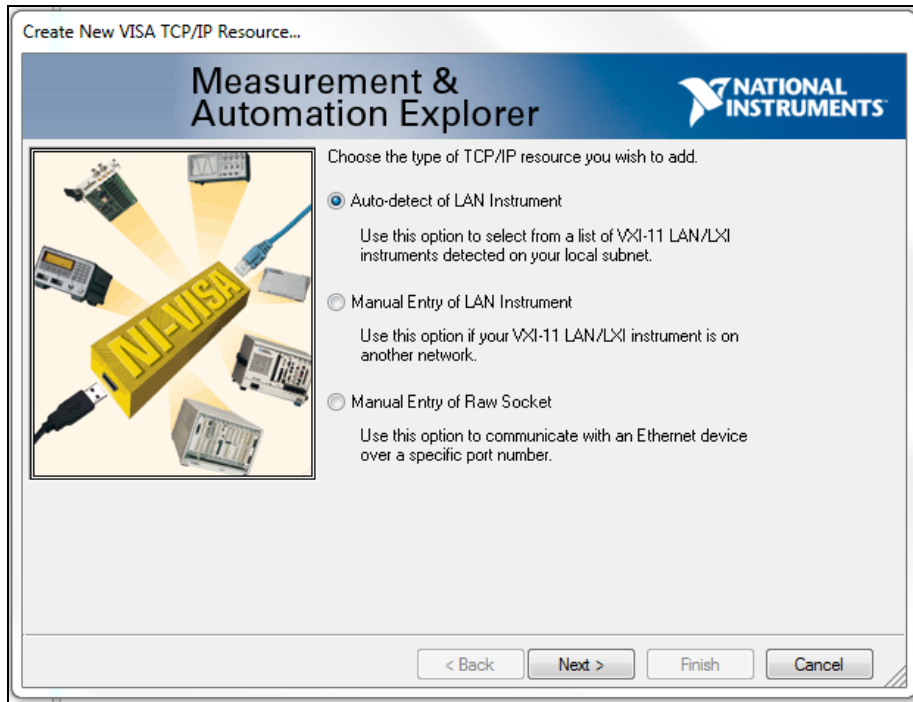 Create New VISA TCP/IP Resource...
Measurement &
Automation Explorer
NATIONAL
INSTRUMENTS™
Choose the type of TCP/IP resource you wish to add.
Auto-detect of LAN Instrument
Use this option to select from a list of VXI-11 LAN/LXI
instruments detected on your local subnet.
Manual Entry of LAN Instrument
Use this option if your VXI-11 LAN/LXI instrument is on
another network.
Manual Entry of Raw Socket
Use this option to communicate with an Ethernet device
over a specific port number.
NI-VISA
< Back
Next >
Finish
Cancel